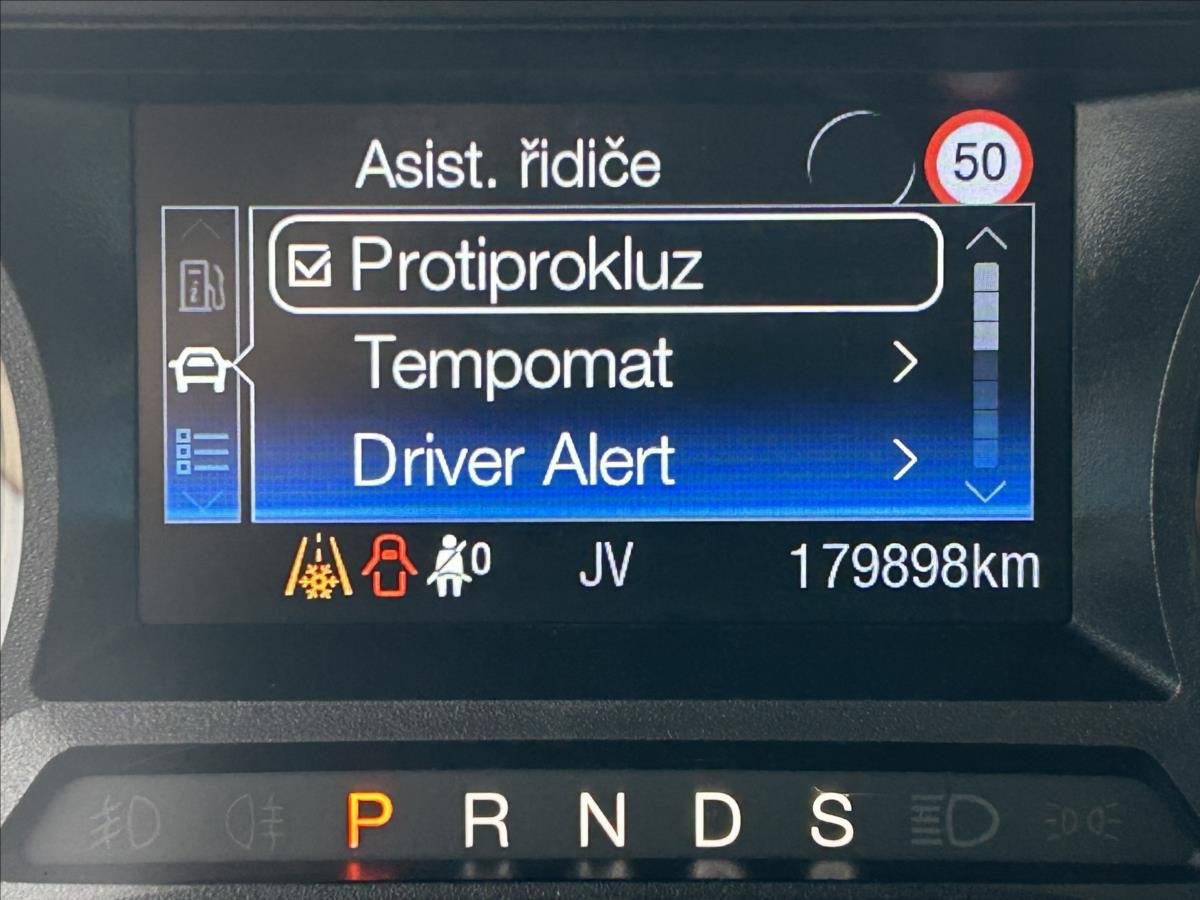 Asist. řidiče
50
Protiprokluz
Tempomat
Driver Alert
0 JV 179898km
P R N D S